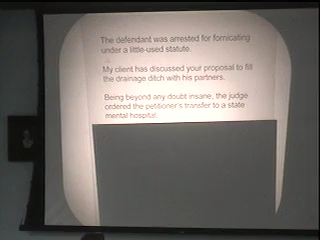 The defendant was arrested for fornicating
under a little-used statute.
My client has discussed your proposal to fill
the drainage ditch with his partners.
Being beyond any doubt insane, the judge
ordered the petitioner's transfer to a state
mental hospital.